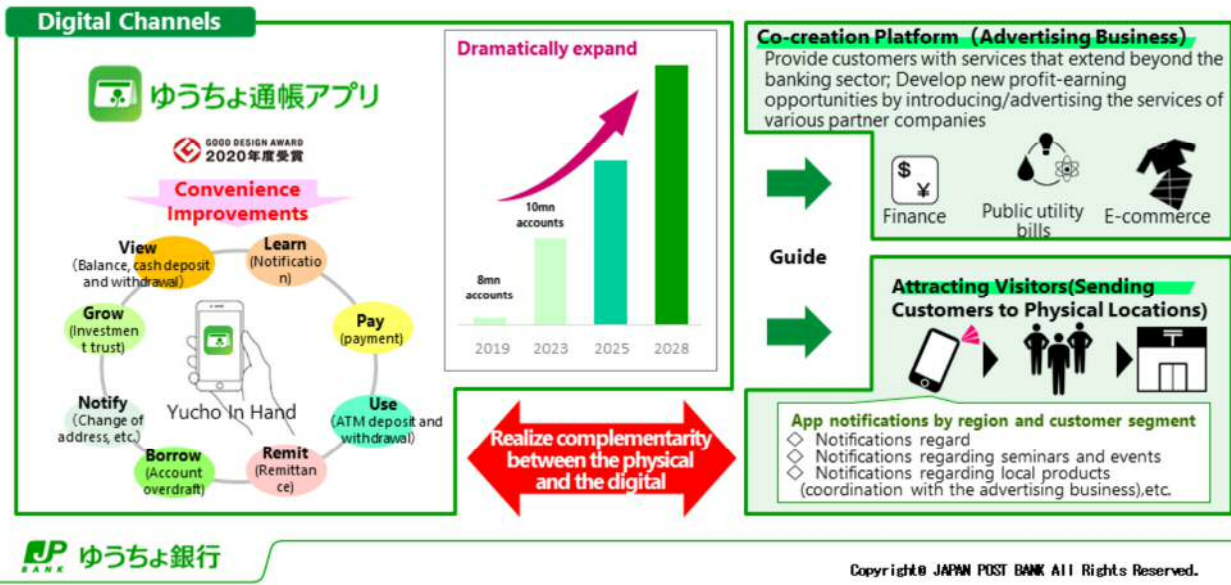 Digital Channels
ゆうちょ通帳アプリ
GOOD DESIGN AWARD
2020年度受賞
Convenience
Improvements
View
(Balance, cash deposit
and withdrawal)
Learn
(Notificatio
n)
Grow
(Investmen
t trust)
Pay
(payment)
Notify
(Change of
address, etc.)
Yucho In Hand
Use
(ATM deposit and
withdrawal)
Borrow
(Account
overdraft)
Remit
(Remittan
ce)
Dramatically expand
8mn
accounts
10mn
accounts
2019
2023
2025
2028
Realize complementarity
between the physical
and the digital
Guide
Co-creation Platform（Advertising Business）
Provide customers with services that extend beyond the
banking sector; Develop new profit-earning
opportunities by introducing/advertising the services of
various partner companies
$
¥
Finance
Public utility
bills
E-commerce
Attracting Visitors(Sending
Customers to Physical Locations)
〒
App notifications by region and customer segment
◇ Notifications regard
◇ Notifications regarding seminars and events
◇ Notifications regarding local products
(coordination with the advertising business),etc.
JP
BANK
ゆうちょ銀行
Copyright© JAPAN POST BANK All Rights Reserved.